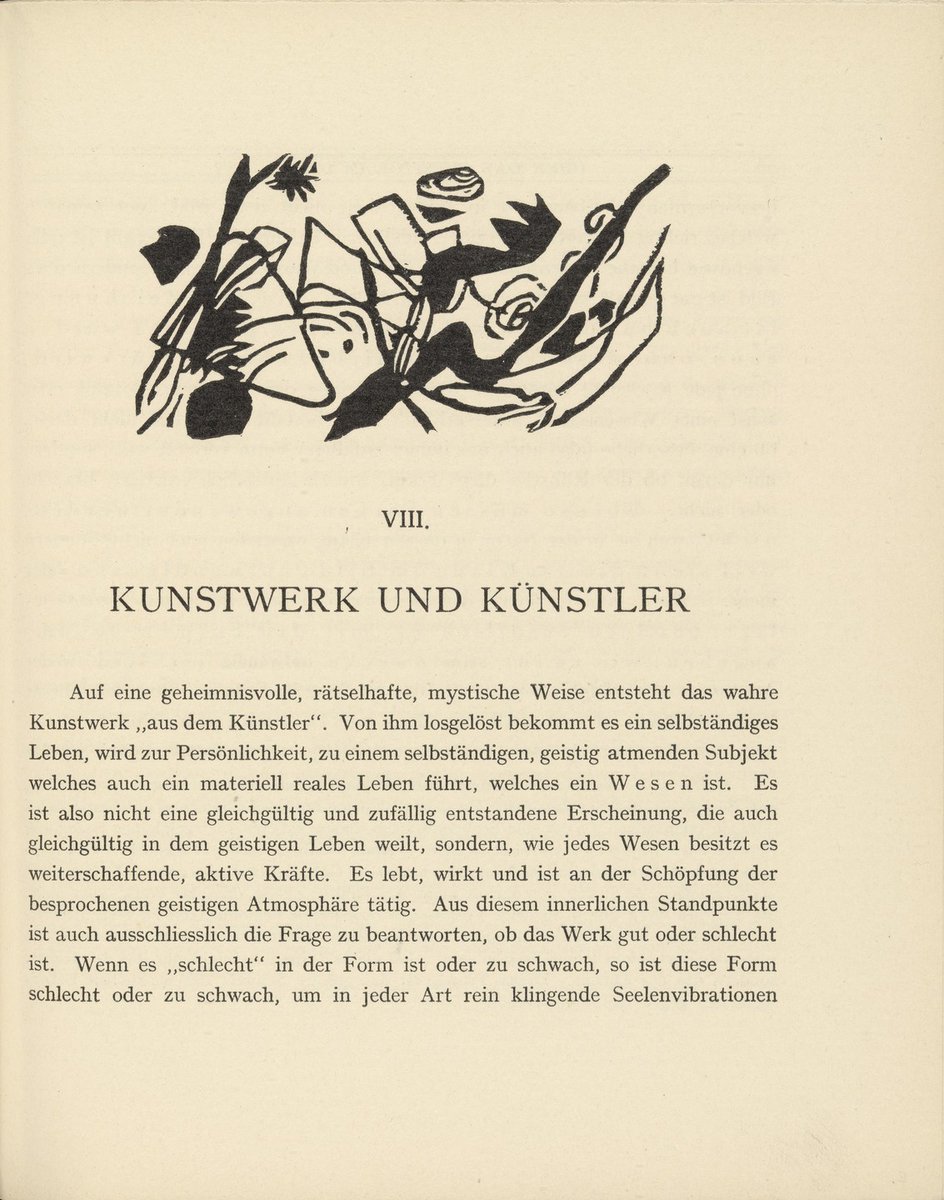 VIII.
KUNSTWERK UND KÜNSTLER
Auf eine geheimnisvolle, rätselhafte, mystische Weise entsteht das wahre
Kunstwerk „aus dem Künstler“. Von ihm losgelöst bekommt es ein selbständiges
Leben, wird zur Persönlichkeit, zu einem selbständigen, geistig atmenden Subjekt
welches auch ein materiell reales Leben führt, welches ein W e s e n ist. Es
ist also nicht eine gleichgültig und zufällig entstandene Erscheinung, die auch
gleichgültig in dem geistigen Leben weilt, sondern, wie jedes Wesen besitzt es
weiterschaffende, aktive Kräfte. Es lebt, wirkt und ist an der Schöpfung der
besprochenen geistigen Atmosphäre tätig. Aus diesem innerlichen Standpunkte
ist auch ausschliesslich die Frage zu beantworten, ob das Werk gut oder schlecht
ist. Wenn es „schlecht“ in der Form ist oder zu schwach, so ist diese Form
schlecht oder zu schwach, um in jeder Art rein klingende Seelenvibrationen